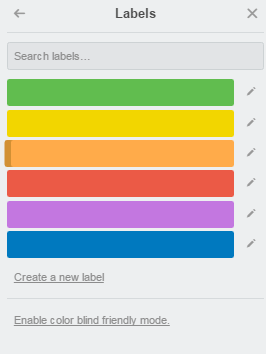 Labels
Search labels...
Create a new label
Enable color blind friendly mode.